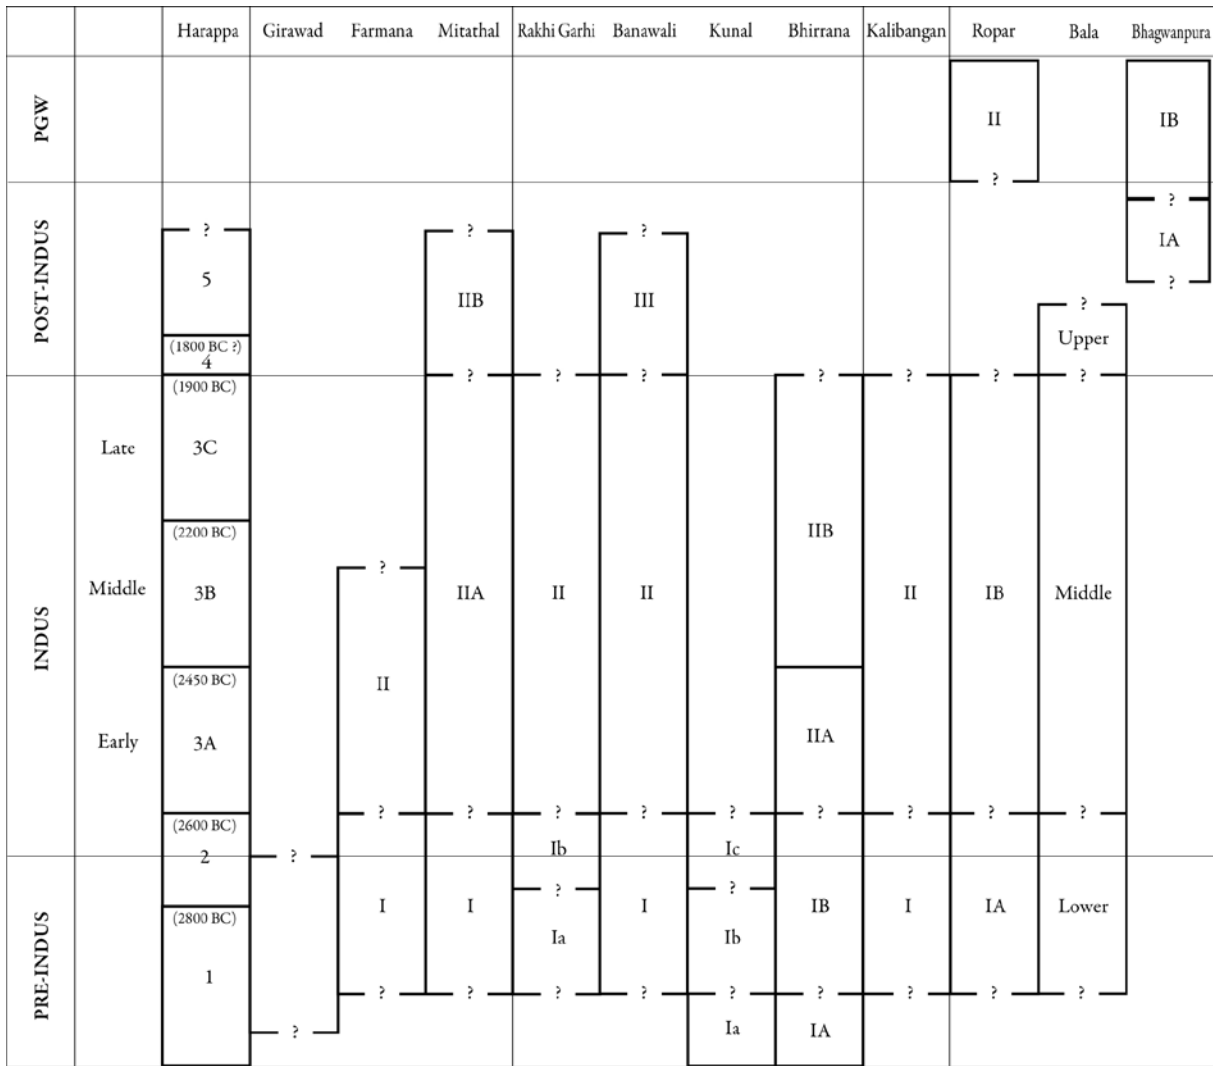 Harappa Girawad Farmana Mitathal Rakhi Garhi Banawali Kunal Bhirrana Kalibangan Ropar Bala Bhagwanpura
PGW
II IB
? ?
POST-INDUS
? ? ?
IA
5 ?
IIB III ?
(1800 BC ?) Upper
4
? ? ? ? ? ? ?
(1900 BC)
Late 3C
(2200 BC)
IIB
?
INDUS
Middle 3B IIA II II II IB Middle
(2450 BC)
II
Early 3A IIA
? ? ? ? ? ? ? ? ?
(2600 BC)
2 ? Ib Ic
? ?
PRE-INDUS
I I I IB I IA Lower
(2800 BC)
Ia Ib
1
? ? ? ? ? ? ? ? ?
? Ia IA